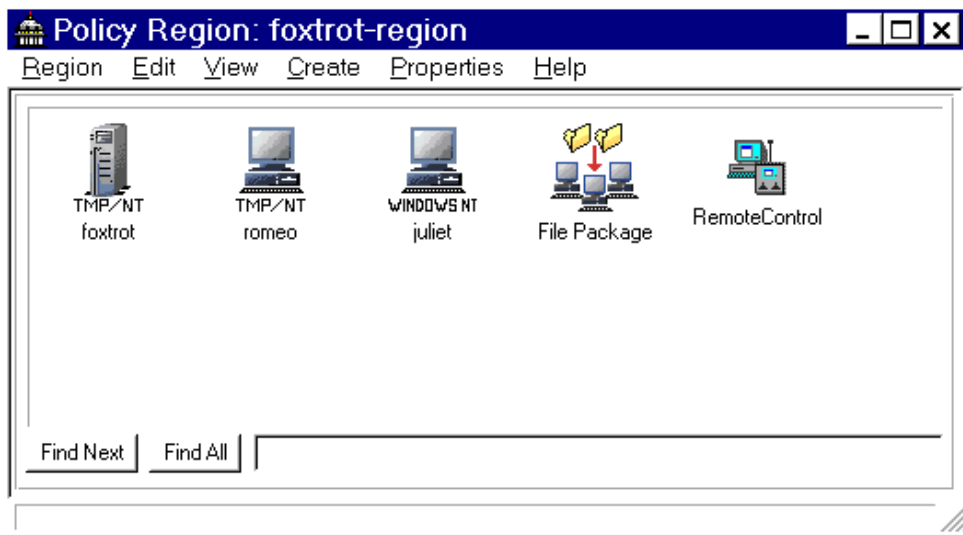 Policy Region: foxtrot-region
Region Edit View Create Properties Help
TMP/NT TMP/NT WINDOWS NT
foxtrot romeo juliet File Package RemoteControl
Find Next Find All